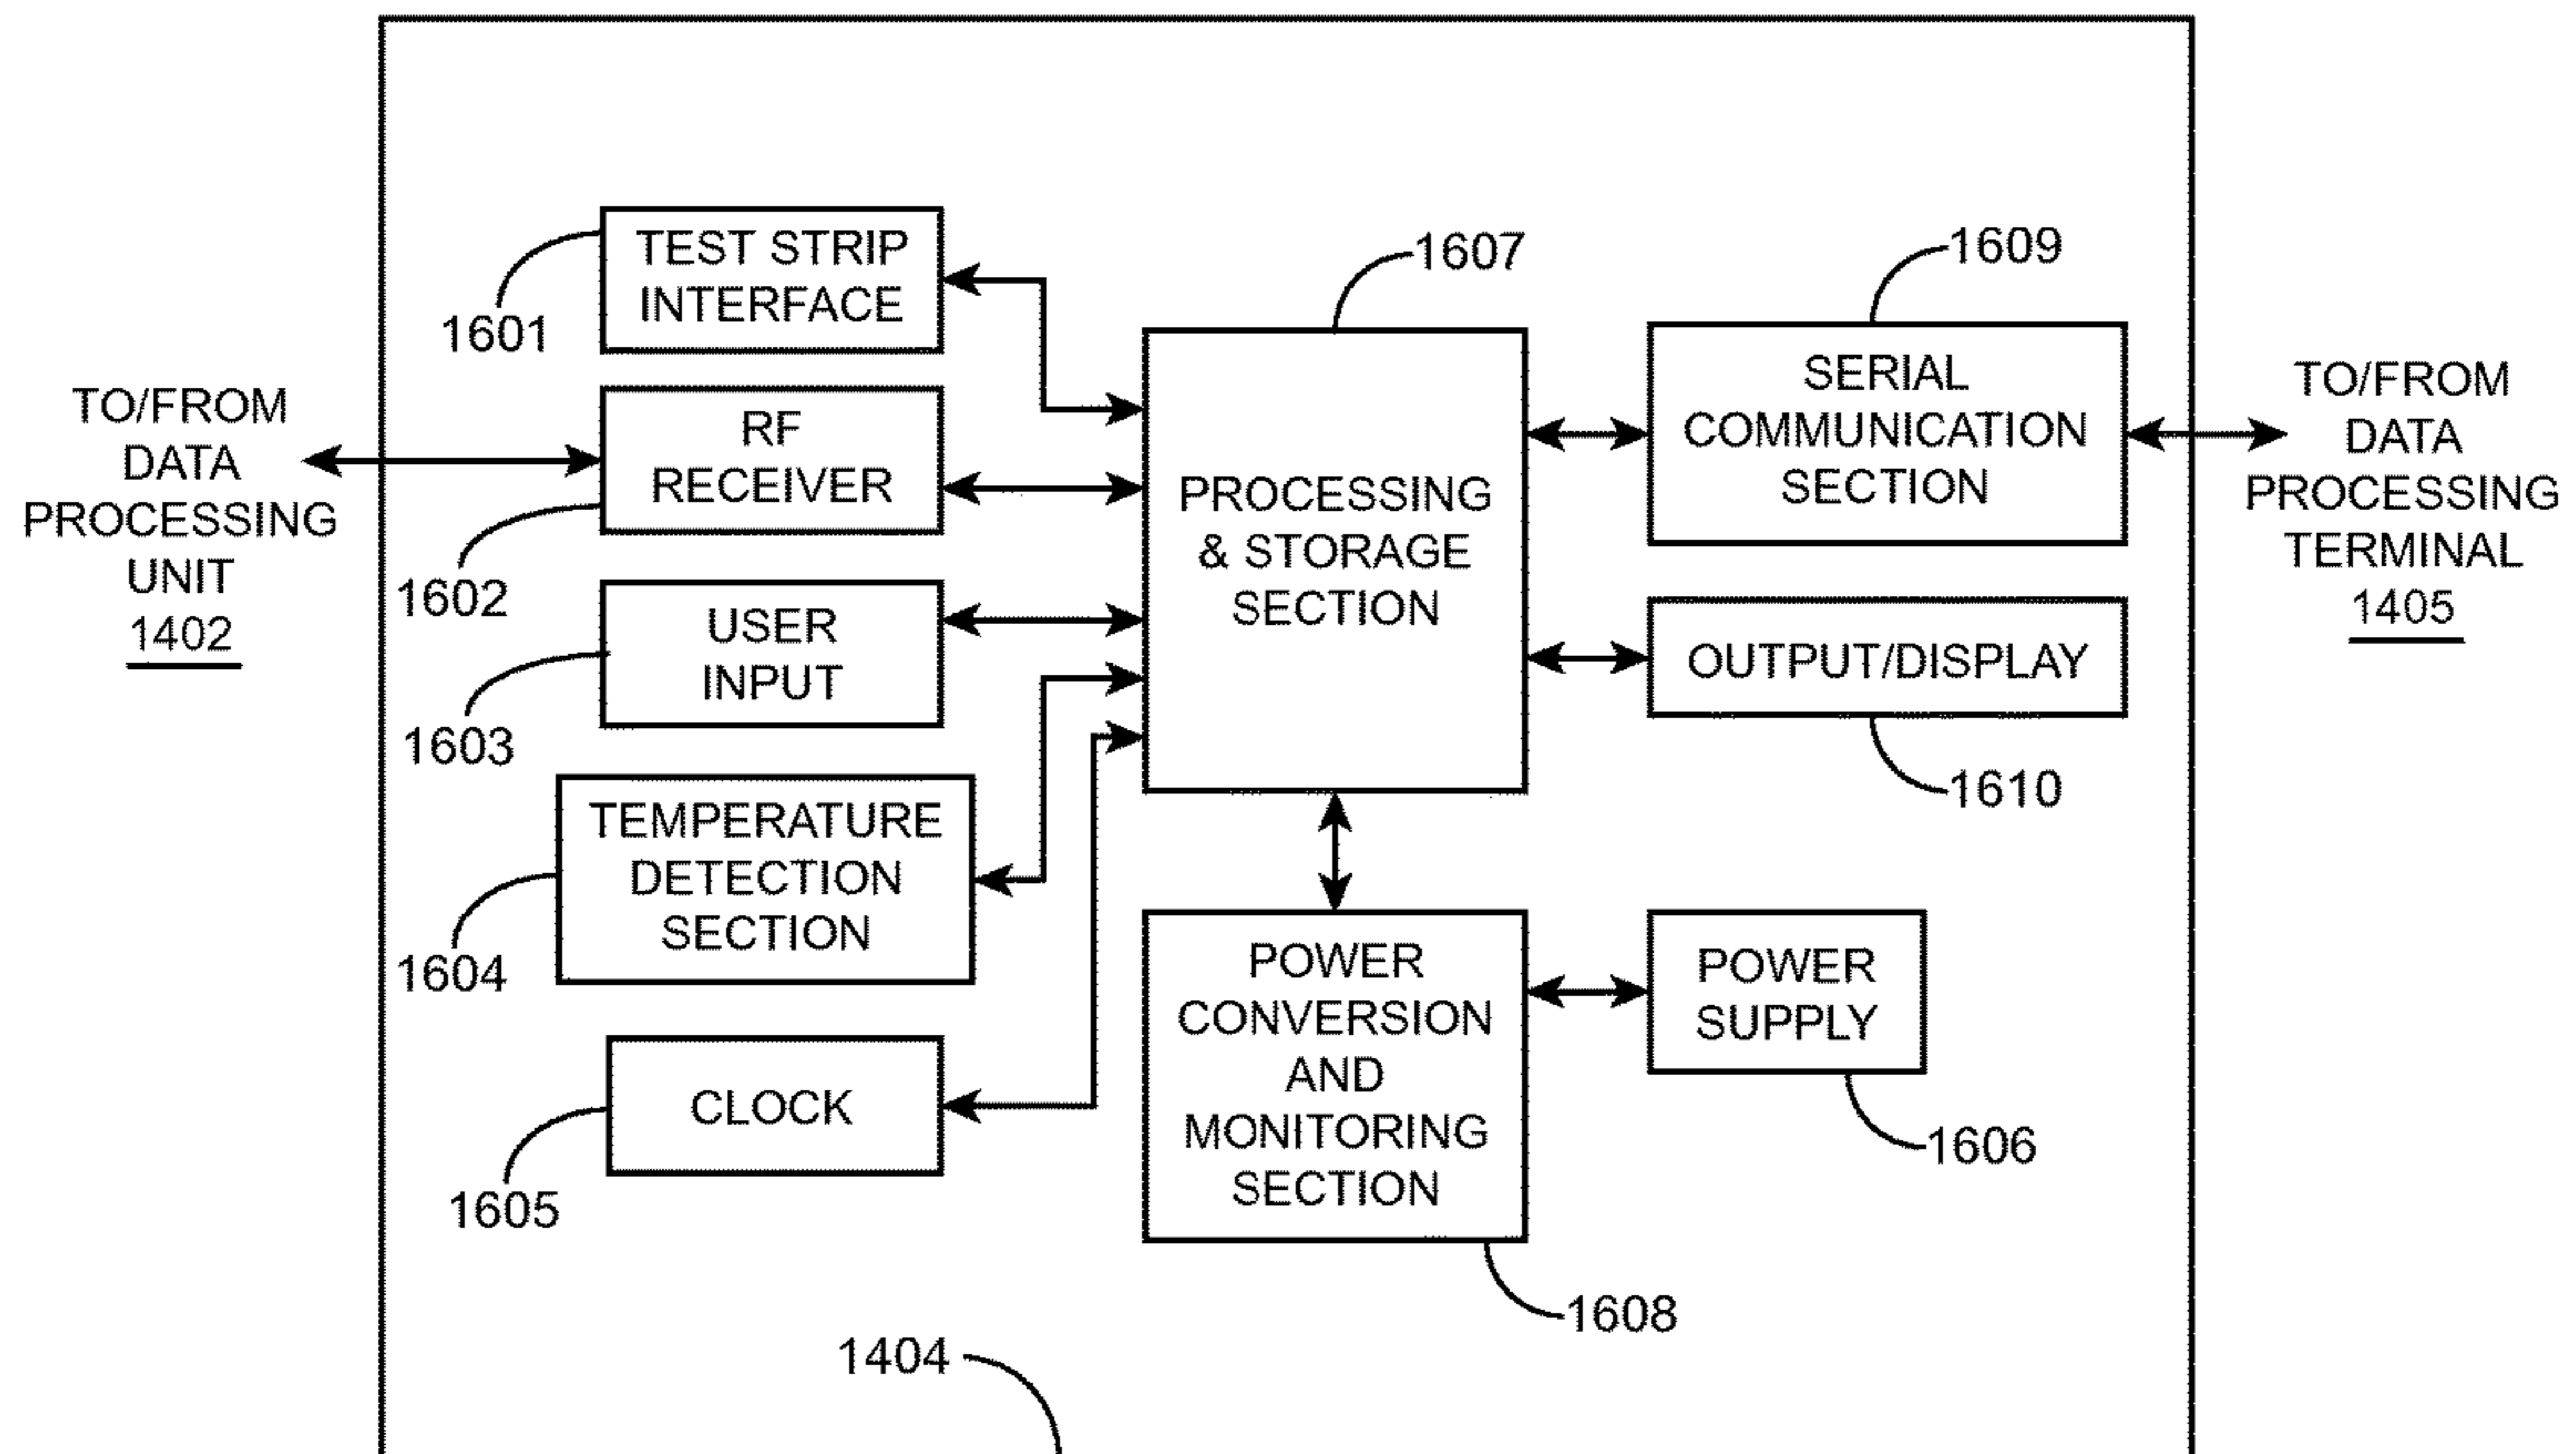 TEST STRIP
INTERFACE
1601
TO/FROM
DATA
PROCESSING
UNIT
1402
RF
RECEIVER
1602
USER
INPUT
1603
TEMPERATURE
DETECTION
SECTION
1604
CLOCK
1605
1607
PROCESSING
& STORAGE
SECTION
1609
SERIAL
COMMUNICATION
SECTION
TO/FROM
DATA
PROCESSING
TERMINAL
1405
OUTPUT/DISPLAY
1610
POWER
CONVERSION
AND
MONITORING
SECTION
1608
POWER
SUPPLY
1606
1404